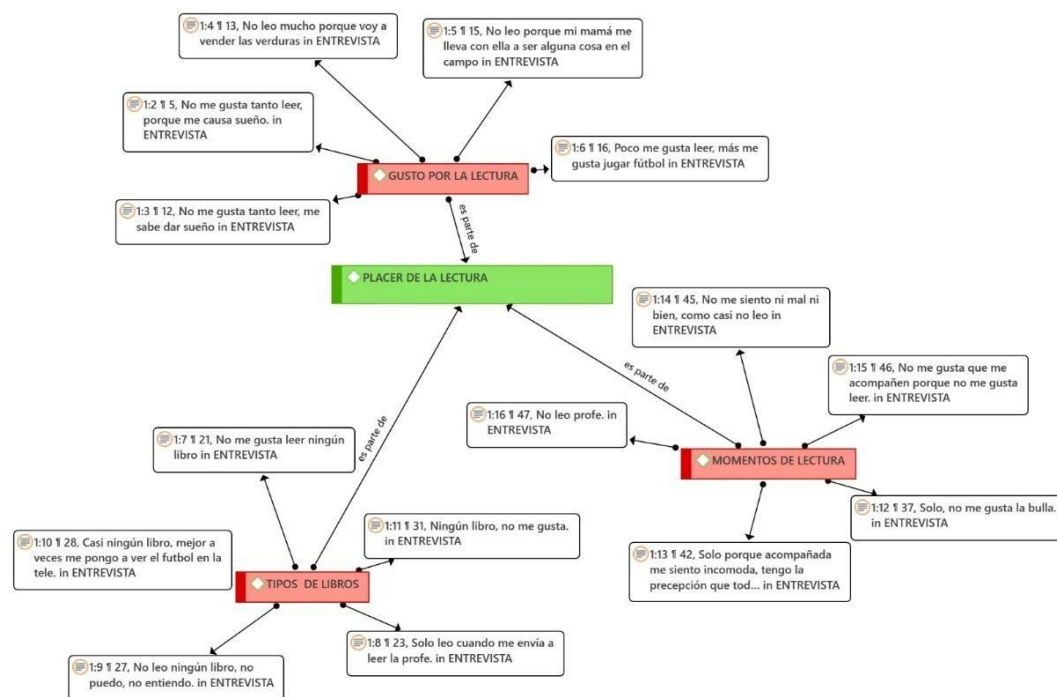 1:4 ¶ 13, No leo mucho porque voy a
vender las verduras in ENTREVISTA
1:5 ¶ 15, No leo porque mi mamá me
lleva con ella a ser alguna cosa en el
campo in ENTREVISTA
1:2 ¶ 5, No me gusta tanto leer,
porque me causa sueño. in
ENTREVISTA
1:6 ¶ 16, Poco me gusta leer, más me
gusta jugar fútbol in ENTREVISTA
GUSTO POR LA LECTURA
1:3 ¶ 12, No me gusta tanto leer, me
sabe dar sueño in ENTREVISTA
es parte de
PLACER DE LA LECTURA
1:14 ¶ 45, No me siento ni mal ni
bien, como casi no leo in
ENTREVISTA
es parte de
1:15 ¶ 46, No me gusta que me
acompañen porque no me gusta
leer. in ENTREVISTA
1:16 ¶ 47, No leo profe. in
ENTREVISTA
MOMENTOS DE LECTURA
1:12 ¶ 37, Solo, no me gusta la bulla.
in ENTREVISTA
1:13 ¶ 42, Solo porque acompañada
me siento incomoda, tengo la
precepción que tod... in ENTREVISTA
es parte de
1:7 ¶ 21, No me gusta leer ningún
libro in ENTREVISTA
1:11 ¶ 31, Ningún libro, no me gusta.
in ENTREVISTA
1:10 ¶ 28, Casi ningún libro, mejor a
veces me pongo a ver el futbol en la
tele. in ENTREVISTA
TIPOS DE LIBROS
1:8 ¶ 23, Solo leo cuando me envía a
leer la profe. in ENTREVISTA
1:9 ¶ 27, No leo ningún libro, no
puedo, no entiendo. in ENTREVISTA